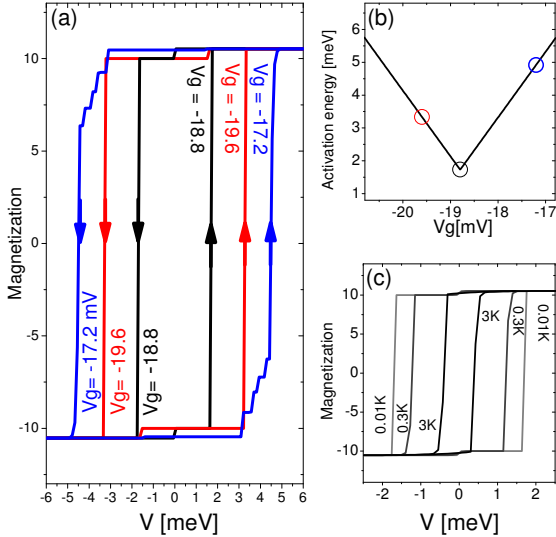 (a)
10
5
0
-5
-10
Magnetization
Vg = -18.8
Vg = -19.6
Vg = -17.2
Vg= -17.2 mV
Vg= -19.6
Vg= -18.8
-6 -5 -4 -3 -2 -1 0 1 2 3 4 5 6
V [meV]
(b)
6
5
4
3
2
1
Activation energy [meV]
-20 -19 -18 -17
Vg[mV]
(c)
10
5
0
-5
-10
Magnetization
0.01K
0.3K
3K
3K
0.3K
0.01K
-2 -1 0 1 2
V [meV]